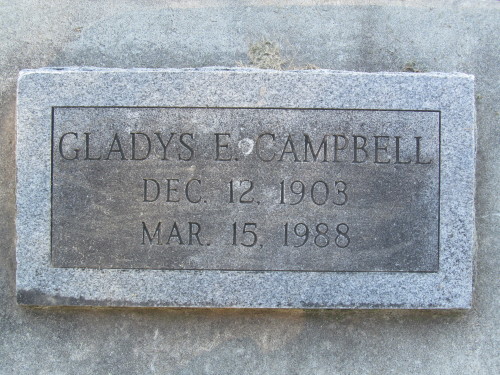 GLADYS E. CAMPBELL
DEC. 12, 1903
MAR. 15, 1988